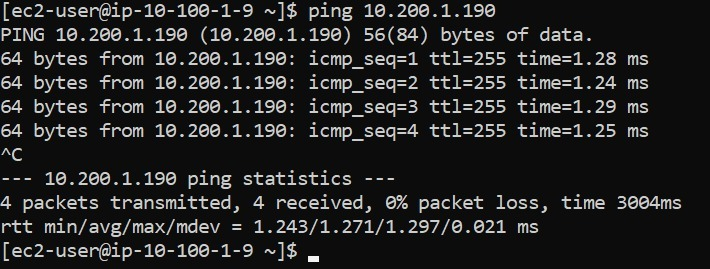 [ec2-user@ip-10-100-1-9 ~]$ ping 10.200.1.190
PING 10.200.1.190 (10.200.1.190) 56(84) bytes of data.
64 bytes from 10.200.1.190: icmp_seq=1 ttl=255 time=1.28 ms
64 bytes from 10.200.1.190: icmp_seq=2 ttl=255 time=1.24 ms
64 bytes from 10.200.1.190: icmp_seq=3 ttl=255 time=1.29 ms
64 bytes from 10.200.1.190: icmp_seq=4 ttl=255 time=1.25 ms
^C
--- 10.200.1.190 ping statistics ---
4 packets transmitted, 4 received, 0% packet loss, time 3004ms
rtt min/avg/max/mdev = 1.243/1.271/1.297/0.021 ms
[ec2-user@ip-10-100-1-9 ~]$